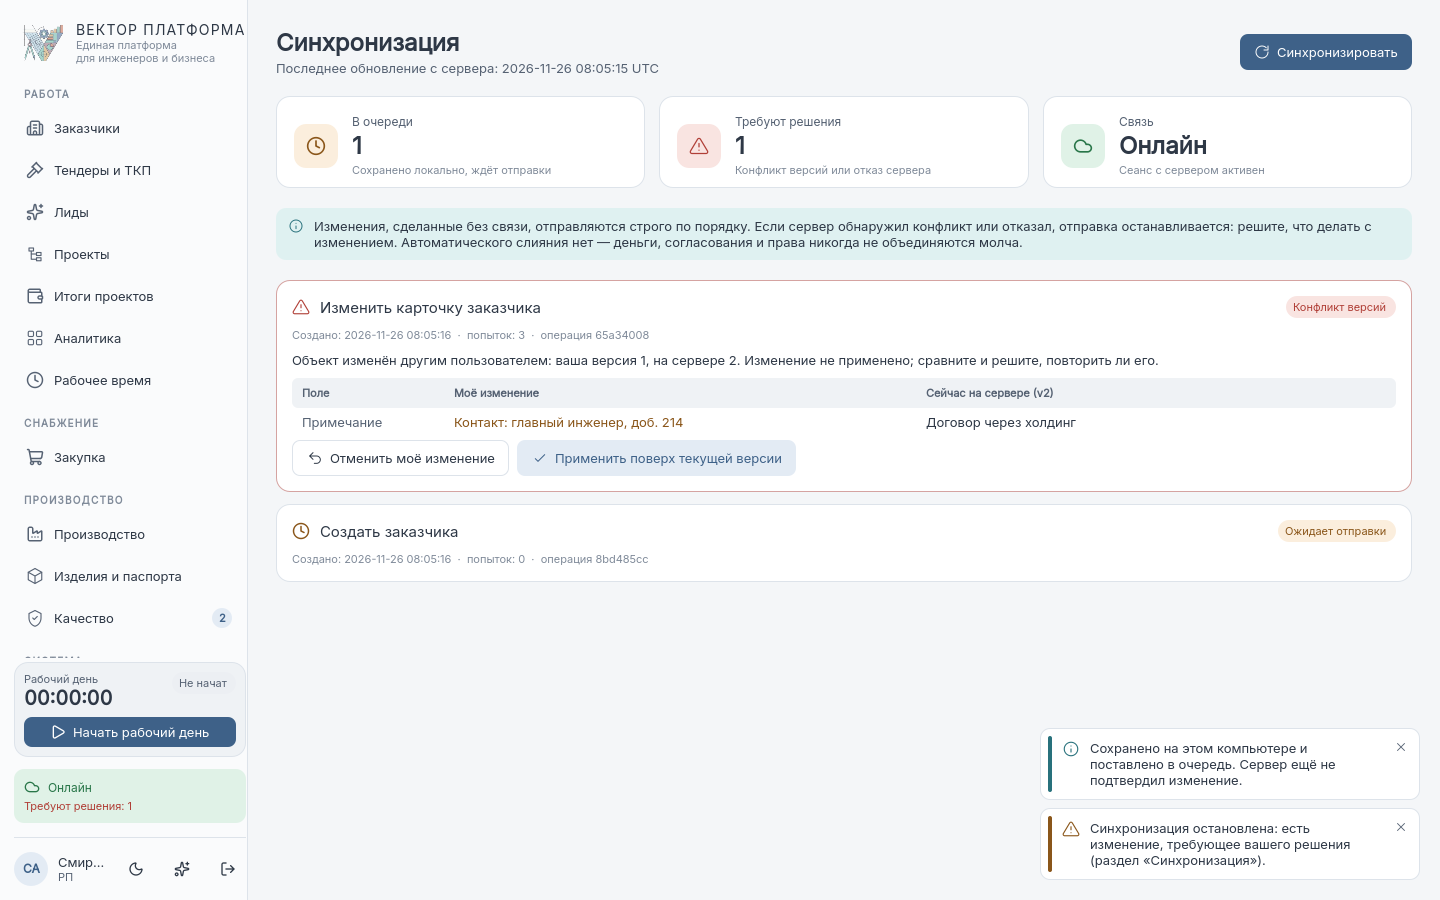 ВЕКТОР ПЛАТФОРМА
Единая платформа
для инженеров и бизнеса
РАБОТА
Заказчики
Тендеры и ТКП
Лиды
Проекты
Итоги проектов
Аналитика
Рабочее время
СНАБЖЕНИЕ
Закупка
ПРОИЗВОДСТВО
Производство
Изделия и паспорта
Качество 2
Рабочий день
Не начат
00:00:00
Начать рабочий день
Онлайн
Требуют решения: 1
СА
Смир...
РП
Синхронизация
Последнее обновление с сервера: 2026-11-26 08:05:15 UTC
Синхронизировать
В очереди
1
Сохранено локально, ждёт отправки
Требуют решения
1
Конфликт версий или отказ сервера
Связь
Онлайн
Сеанс с сервером активен
Изменения, сделанные без связи, отправляются строго по порядку. Если сервер обнаружил конфликт или отказал, отправка останавливается: решите, что делать с
изменением. Автоматического слияния нет — деньги, согласования и права никогда не объединяются молча.
Изменить карточку заказчика
Конфликт версий
Создано: 2026-11-26 08:05:16 · попыток: 3 · операция 65a34008
Объект изменён другим пользователем: ваша версия 1, на сервере 2. Изменение не применено; сравните и решите, повторить ли его.
Поле Моё изменение Сейчас на сервере (v2)
Примечание Контакт: главный инженер, доб. 214 Договор через холдинг
Отменить моё изменение
Применить поверх текущей версии
Создать заказчика
Ожидает отправки
Создано: 2026-11-26 08:05:16 · попыток: 0 · операция 8bd485cc
Сохранено на этом компьютере и
поставлено в очередь. Сервер ещё не
подтвердил изменение.
Синхронизация остановлена: есть
изменение, требующее вашего решения
(раздел «Синхронизация»).